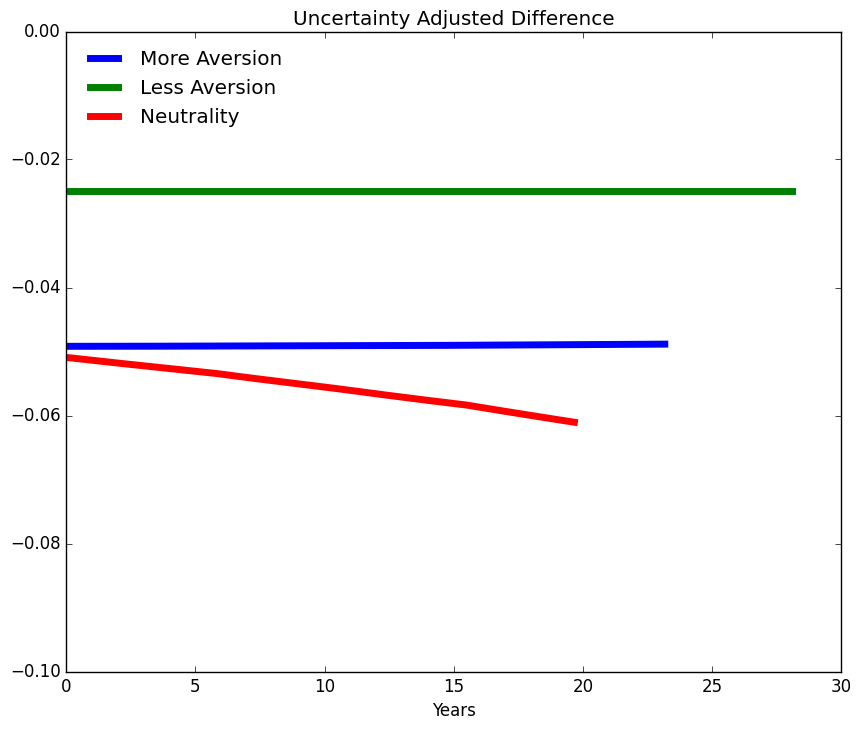 Uncertainty Adjusted Difference
0.00
More Aversion
Less Aversion
Neutrality
−0.02
−0.04
−0.06
−0.08
−0.10
0 5 10 15 20 25 30
Years